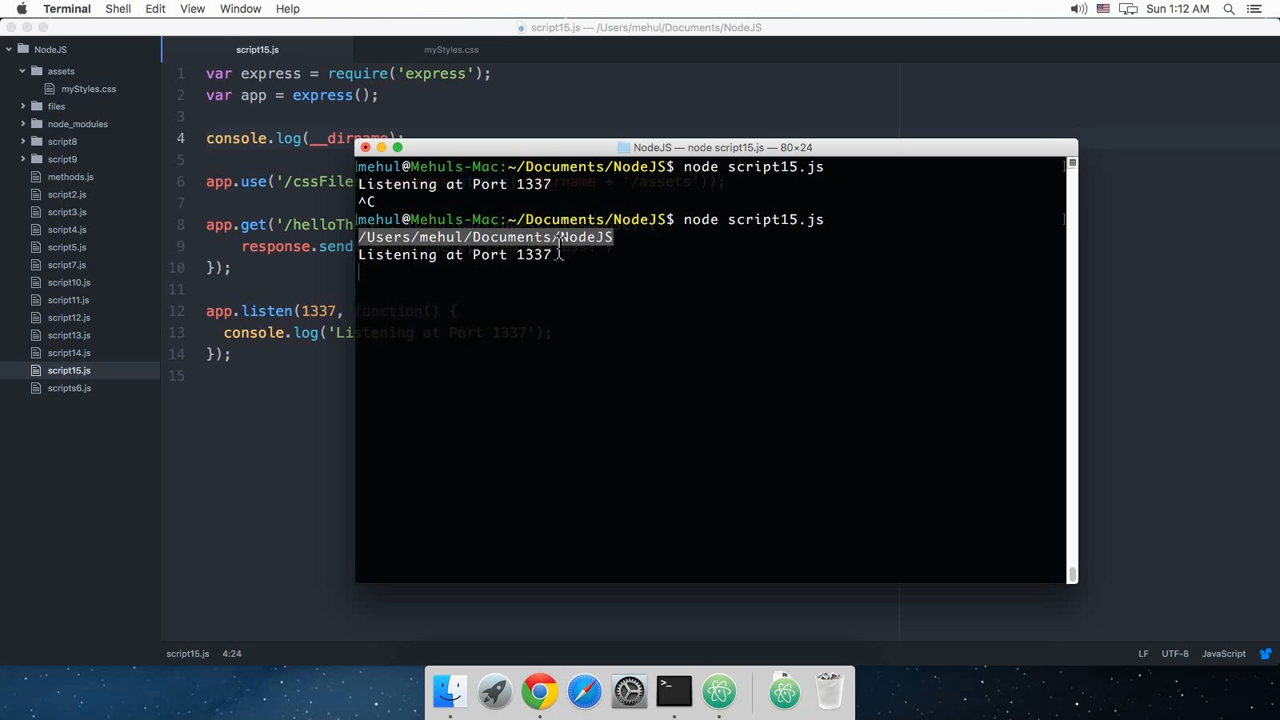 Terminal Shell Edit View Window Help Sun 1:12 AM
script15.js — /Users/mehul/Documents/NodeJS
NodeJS
assets
myStyles.css
files
node_modules
script8
script9
methods.js
script2.js
script3.js
script4.js
script5.js
script7.js
script10.js
script11.js
script12.js
script13.js
script14.js
script15.js
scripts6.js
script15.js myStyles.css
1 var express = require('express');
2 var app = express();
3
4 console.log(__dirname);
5
6 app.use('/cssFile
7
8 app.get('/helloTh
9 response.send
10 });
11
12 app.listen(1337, function() {
13 console.log('Listening at Port 1337');
14 });
15
NodeJS — node script15.js — 80×24
mehul@Mehuls-Mac:~/Documents/NodeJS$ node script15.js
Listening at Port 1337
^C
mehul@Mehuls-Mac:~/Documents/NodeJS$ node script15.js
/Users/mehul/Documents/NodeJS
Listening at Port 1337
script15.js 4:24 LF UTF-8 JavaScript